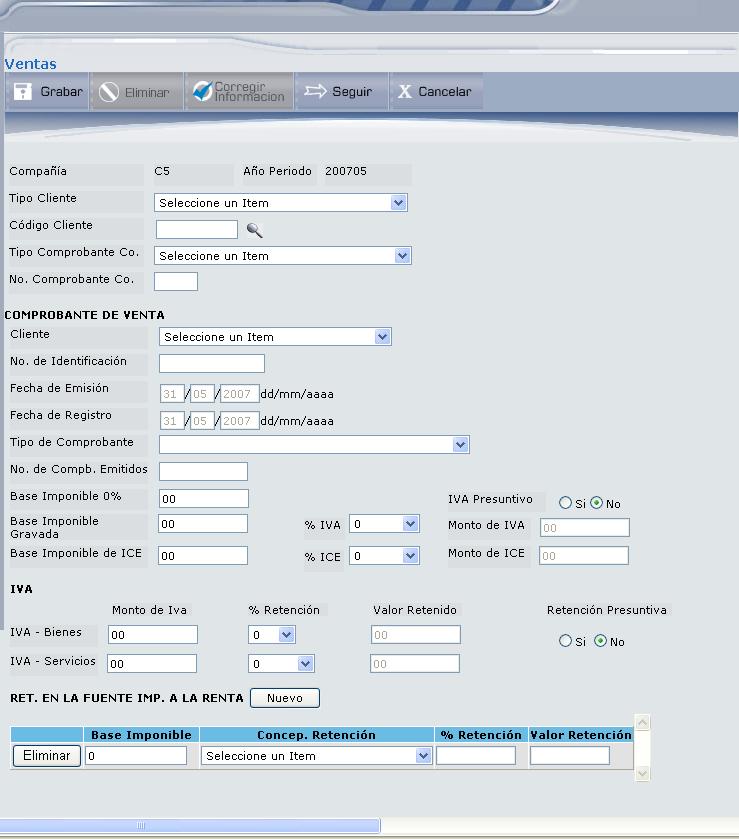 Ventas
Grabar Eliminar Corregir Informacion Seguir X Cancelar
Compañía C5 Año Periodo 200705
Tipo Cliente Seleccione un Item
Código Cliente
Tipo Comprobante Co. Seleccione un Item
No. Comprobante Co.
COMPROBANTE DE VENTA
Cliente Seleccione un Item
No. de Identificación
Fecha de Emisión 31 / 05 / 2007 dd/mm/aaaa
Fecha de Registro 31 / 05 / 2007 dd/mm/aaaa
Tipo de Comprobante
No. de Compb. Emitidos
Base Imponible 0% 00 IVA Presuntivo Si No
Base Imponible Gravada 00 % IVA 0 Monto de IVA 00
Base Imponible de ICE 00 % ICE 0 Monto de ICE 00
IVA
Monto de Iva % Retención Valor Retenido Retención Presuntiva
IVA - Bienes 00 0 00 Si No
IVA - Servicios 00 0 00
RET. EN LA FUENTE IMP. A LA RENTA Nuevo
Base Imponible Concep. Retención % Retención Valor Retención
Eliminar 0 Seleccione un Item